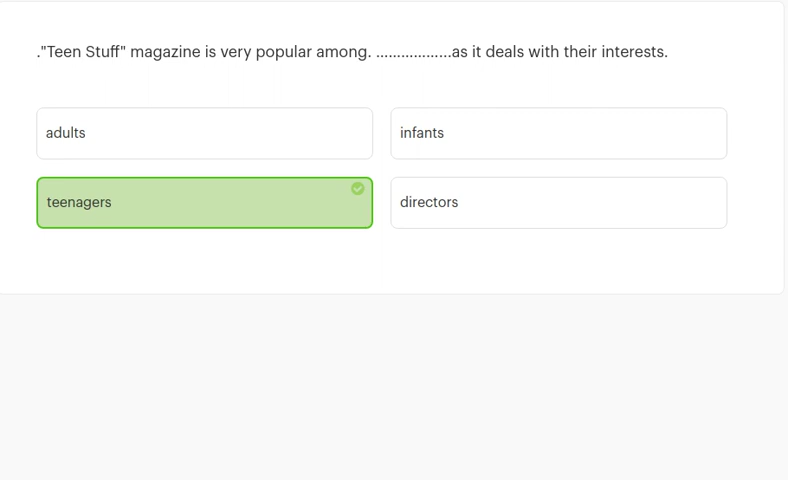 ."Teen Stuff" magazine is very popular among. ..................as it deals with their interests.
adults
infants
teenagers
directors